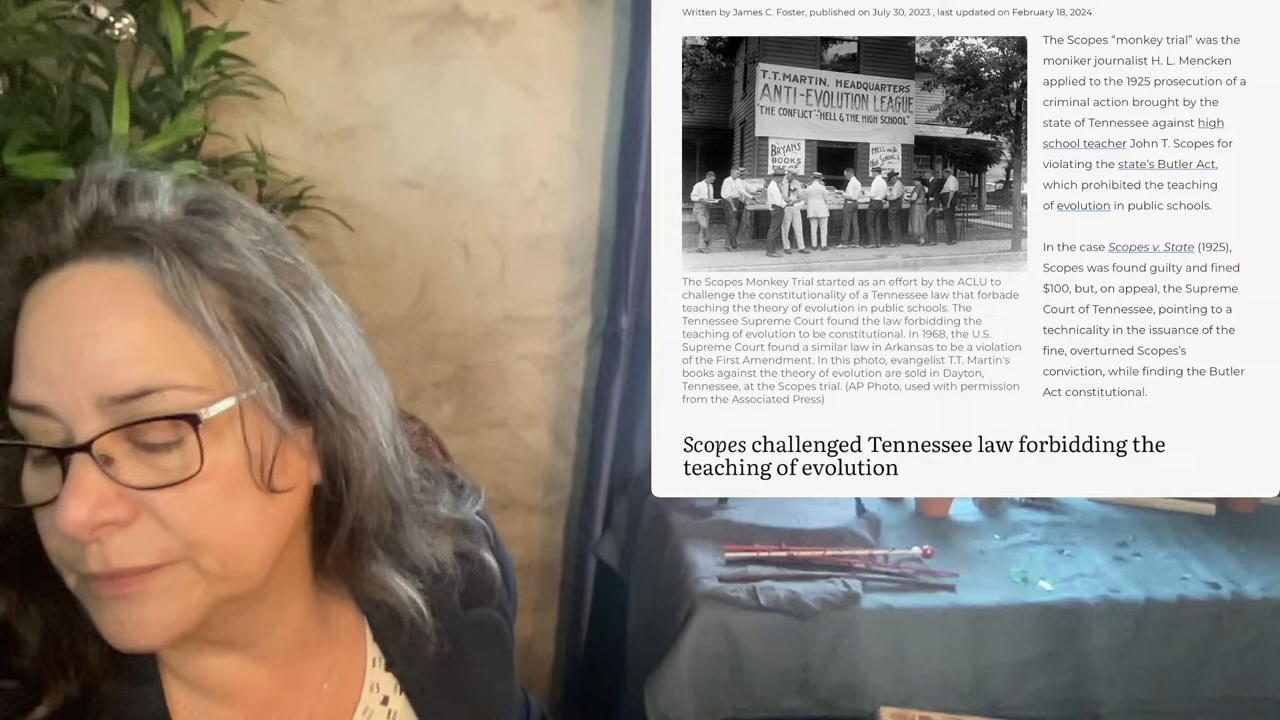 Written by James C. Foster, published on July 30, 2023 , last updated on February 18, 2024
T.T. MARTIN, HEADQUARTERS
ANTI-EVOLUTION LEAGUE
"THE CONFLICT"-"HELL & THE HIGH SCHOOL"
BRYAN'S
BOOKS
The Scopes Monkey Trial started as an effort by the ACLU to
challenge the constitutionality of a Tennessee law that forbade
teaching the theory of evolution in public schools. The
Tennessee Supreme Court found the law forbidding the
teaching of evolution to be constitutional. In 1968, the U.S.
Supreme Court found a similar law in Arkansas to be a violation
of the First Amendment. In this photo, evangelist T.T. Martin's
books against the theory of evolution are sold in Dayton,
Tennessee, at the Scopes trial. (AP Photo, used with permission
from the Associated Press)
The Scopes “monkey trial” was the
moniker journalist H. L. Mencken
applied to the 1925 prosecution of a
criminal action brought by the
state of Tennessee against high
school teacher John T. Scopes for
violating the state’s Butler Act,
which prohibited the teaching
of evolution in public schools.
In the case Scopes v. State (1925),
Scopes was found guilty and fined
$100, but, on appeal, the Supreme
Court of Tennessee, pointing to a
technicality in the issuance of the
fine, overturned Scopes’s
conviction, while finding the Butler
Act constitutional.
Scopes challenged Tennessee law forbidding the
teaching of evolution